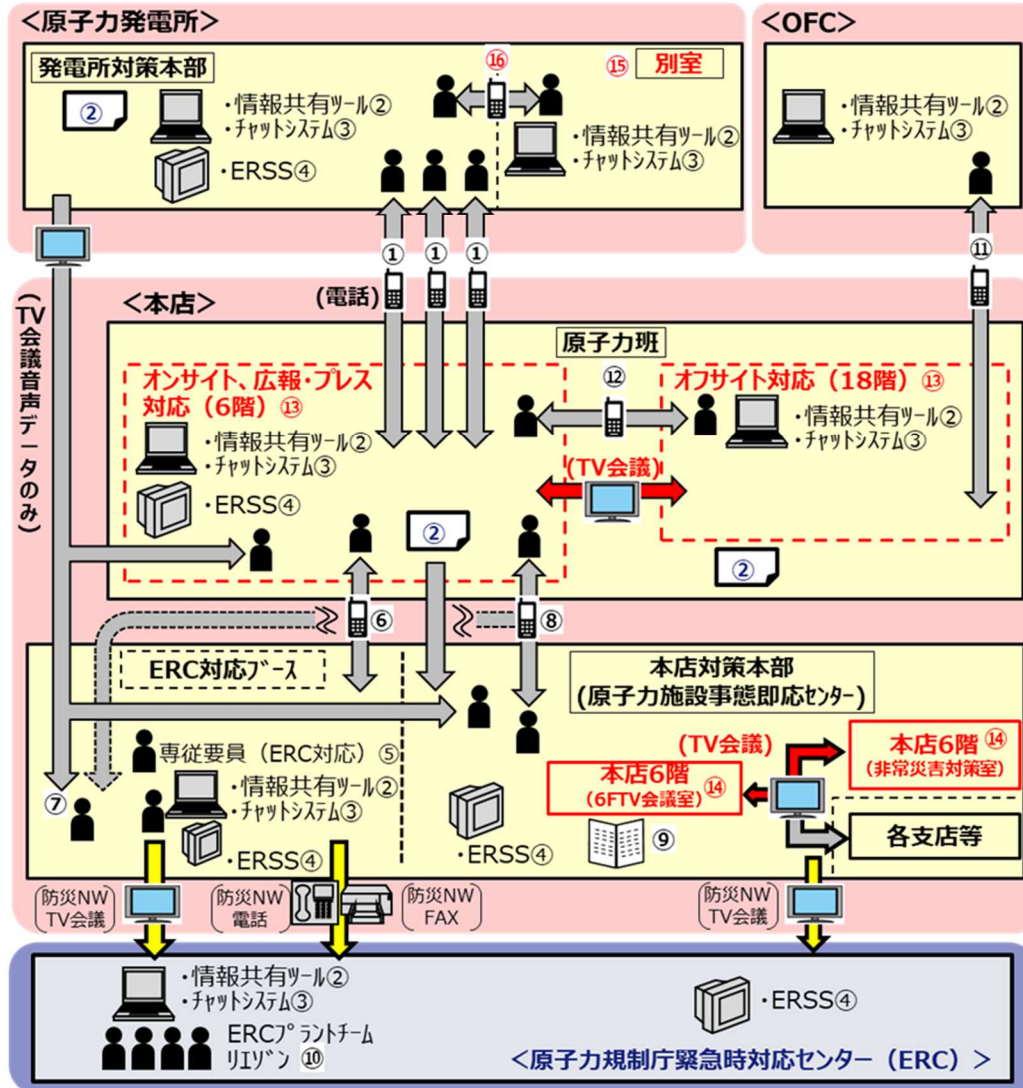 ＜原子力発電所＞
発電所対策本部
②
・情報共有ﾂｰﾙ②
・ﾁｬｯﾄｼｽﾃﾑ③
・ERSS④
⑯
⑮ 別室
・情報共有ﾂｰﾙ②
・ﾁｬｯﾄｼｽﾃﾑ③
＜OFC＞
・情報共有ﾂｰﾙ②
・ﾁｬｯﾄｼｽﾃﾑ③
① ① ①
⑪
(電話)
(TV会議音声データのみ)
＜本店＞
原子力班
オンサイト、広報・プレス
対応（6階）⑬
・情報共有ﾂｰﾙ②
・ﾁｬｯﾄｼｽﾃﾑ③
・ERSS④
⑫
オフサイト対応（18階）⑬
・情報共有ﾂｰﾙ②
・ﾁｬｯﾄｼｽﾃﾑ③
(TV会議)
②
②
⑥
⑧
ERC対応ﾌﾞｰｽ
本店対策本部
(原子力施設事態即応センター)
専従要員（ERC対応）⑤
・情報共有ﾂｰﾙ②
・ﾁｬｯﾄｼｽﾃﾑ③
・ERSS④
⑦
・ERSS④
(TV会議)
本店6階 ⑭
(6FTV会議室)
本店6階 ⑭
(非常災害対策室)
⑨
各支店等
防災NW
TV会議
防災NW
電話
防災NW
FAX
防災NW
TV会議
・情報共有ﾂｰﾙ②
・ﾁｬｯﾄｼｽﾃﾑ③
ERCﾌﾟﾗﾝﾄﾁｰﾑ
ﾘｴｿﾞﾝ ⑩
・ERSS④
＜原子力規制庁緊急時対応センター（ERC）＞